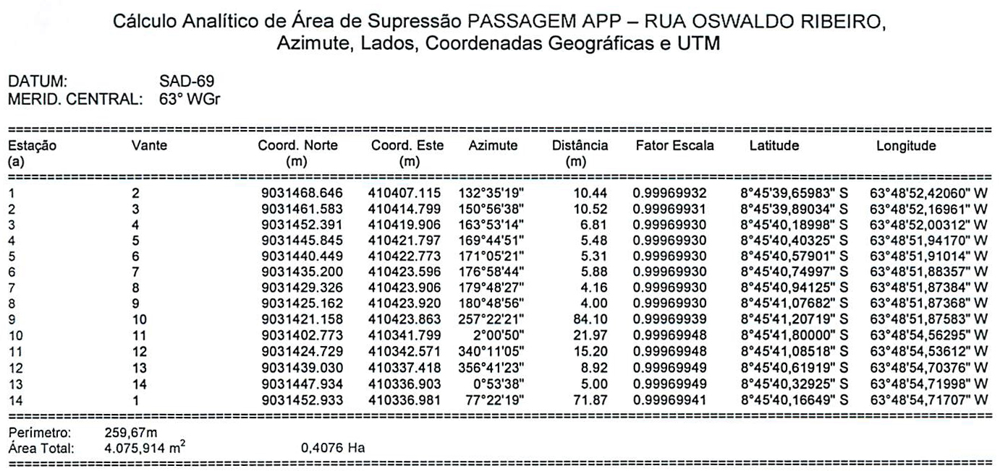 Cálculo Analítico de Área de Supressão PASSAGEM APP – RUA OSWALDO RIBEIRO,
Azimute, Lados, Coordenadas Geográficas e UTM
DATUM: SAD-69
MERID. CENTRAL: 63° WGr
Estação Vante Coord. Norte Coord. Este Azimute Distância Fator Escala Latitude Longitude
(a) (m) (m) (m)
1 2 9031468.646 410407.115 132°35'19" 10.44 0.99969932 8°45'39,65983" S 63°48'52,42060" W
2 3 9031461.583 410414.799 150°56'38" 10.52 0.99969931 8°45'39,89034" S 63°48'52,16961" W
3 4 9031452.391 410419.906 163°53'14" 6.81 0.99969930 8°45'40,18998" S 63°48'52,00312" W
4 5 9031445.845 410421.797 169°44'51" 5.48 0.99969930 8°45'40,40325" S 63°48'51,94170" W
5 6 9031440.449 410422.773 171°05'21" 5.31 0.99969930 8°45'40,57901" S 63°48'51,91014" W
6 7 9031435.200 410423.596 176°58'44" 5.88 0.99969930 8°45'40,74997" S 63°48'51,88357" W
7 8 9031429.326 410423.906 179°48'27" 4.16 0.99969930 8°45'40,94125" S 63°48'51,87384" W
8 9 9031425.162 410423.920 180°48'56" 4.00 0.99969930 8°45'41,07682" S 63°48'51,87368" W
9 10 9031421.158 410423.863 257°22'21" 84.10 0.99969939 8°45'41,20719" S 63°48'51,87583" W
10 11 9031402.773 410341.799 2°00'50" 21.97 0.99969948 8°45'41,80000" S 63°48'54,56295" W
11 12 9031424.729 410342.571 340°11'05" 15.20 0.99969948 8°45'41,08518" S 63°48'54,53612" W
12 13 9031439.030 410337.418 356°41'23" 8.92 0.99969949 8°45'40,61919" S 63°48'54,70376" W
13 14 9031447.934 410336.903 0°53'38" 5.00 0.99969949 8°45'40,32925" S 63°48'54,71998" W
14 1 9031452.933 410336.981 77°22'19" 71.87 0.99969941 8°45'40,16649" S 63°48'54,71707" W
Perimetro: 259,67m
Área Total: 4.075,914 m² 0,4076 Ha